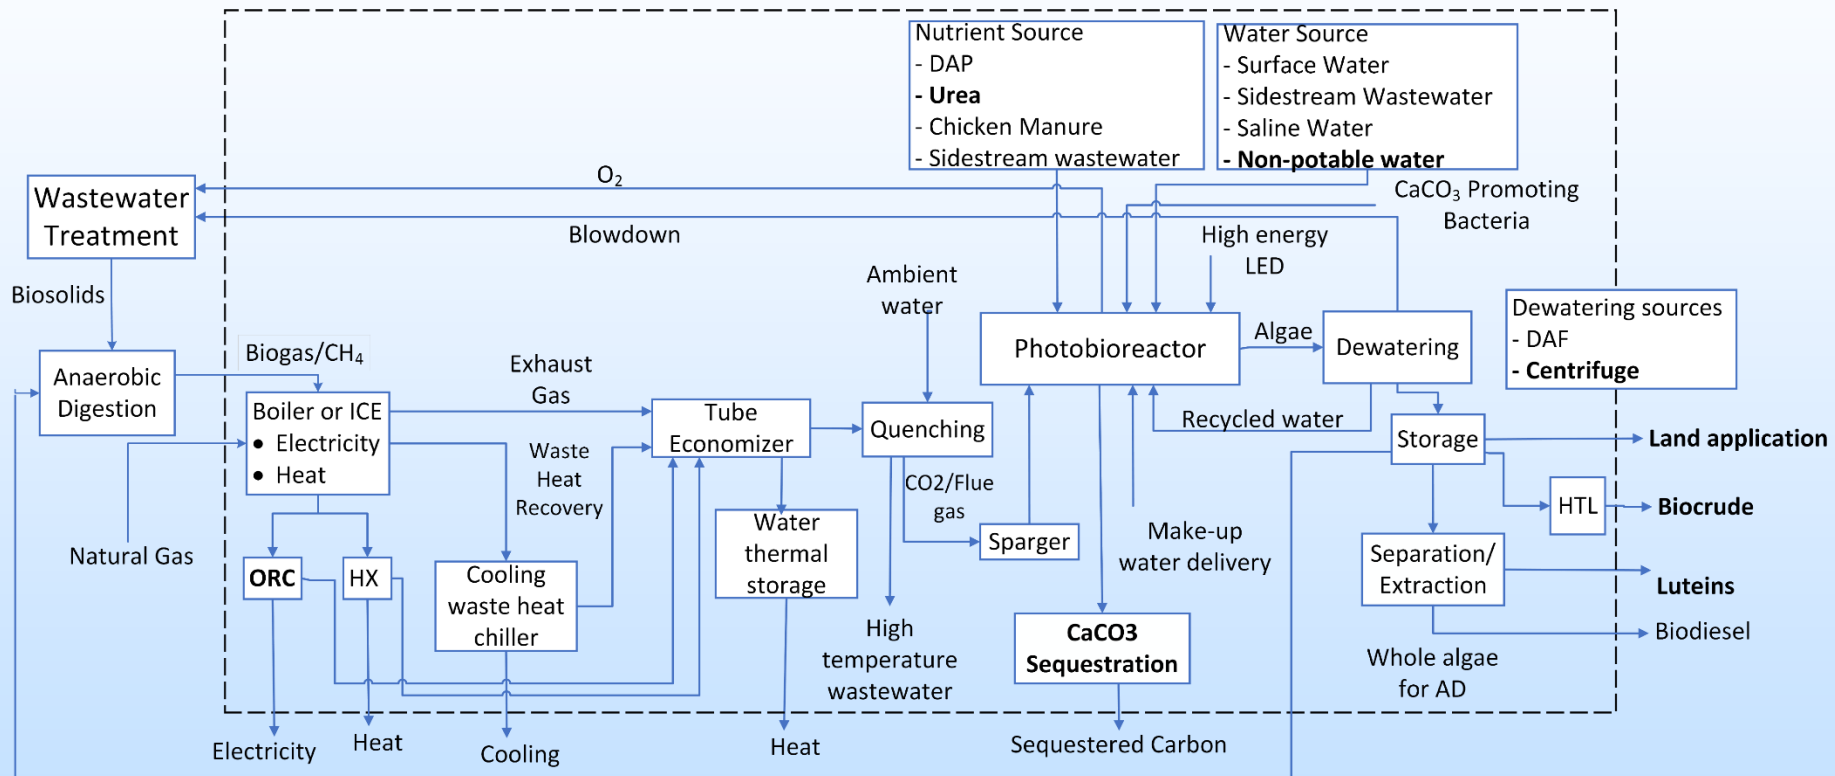 Nutrient Source
- DAP
- Urea
- Chicken Manure
- Sidestream wastewater
Water Source
- Surface Water
- Sidestream Wastewater
- Saline Water
- Non-potable water
O₂
Wastewater
Treatment
Blowdown
CaCO₃ Promoting
Bacteria
High energy
LED
Ambient
water
Biosolids
Dewatering sources
- DAF
- Centrifuge
Photobioreactor
Algae
Dewatering
Biogas/CH₄
Anaerobic
Digestion
Exhaust
Gas
Boiler or ICE
• Electricity
• Heat
Tube
Economizer
Quenching
Recycled water
Storage
Land application
Waste
Heat
Recovery
CO2/Flue
gas
HTL
Biocrude
Natural Gas
Water
thermal
storage
Sparger
Make-up
water delivery
Separation/
Extraction
ORC
HX
Cooling
waste heat
chiller
Luteins
High
temperature
wastewater
CaCO3
Sequestration
Biodiesel
Whole algae
for AD
Electricity
Heat
Cooling
Heat
Sequestered Carbon